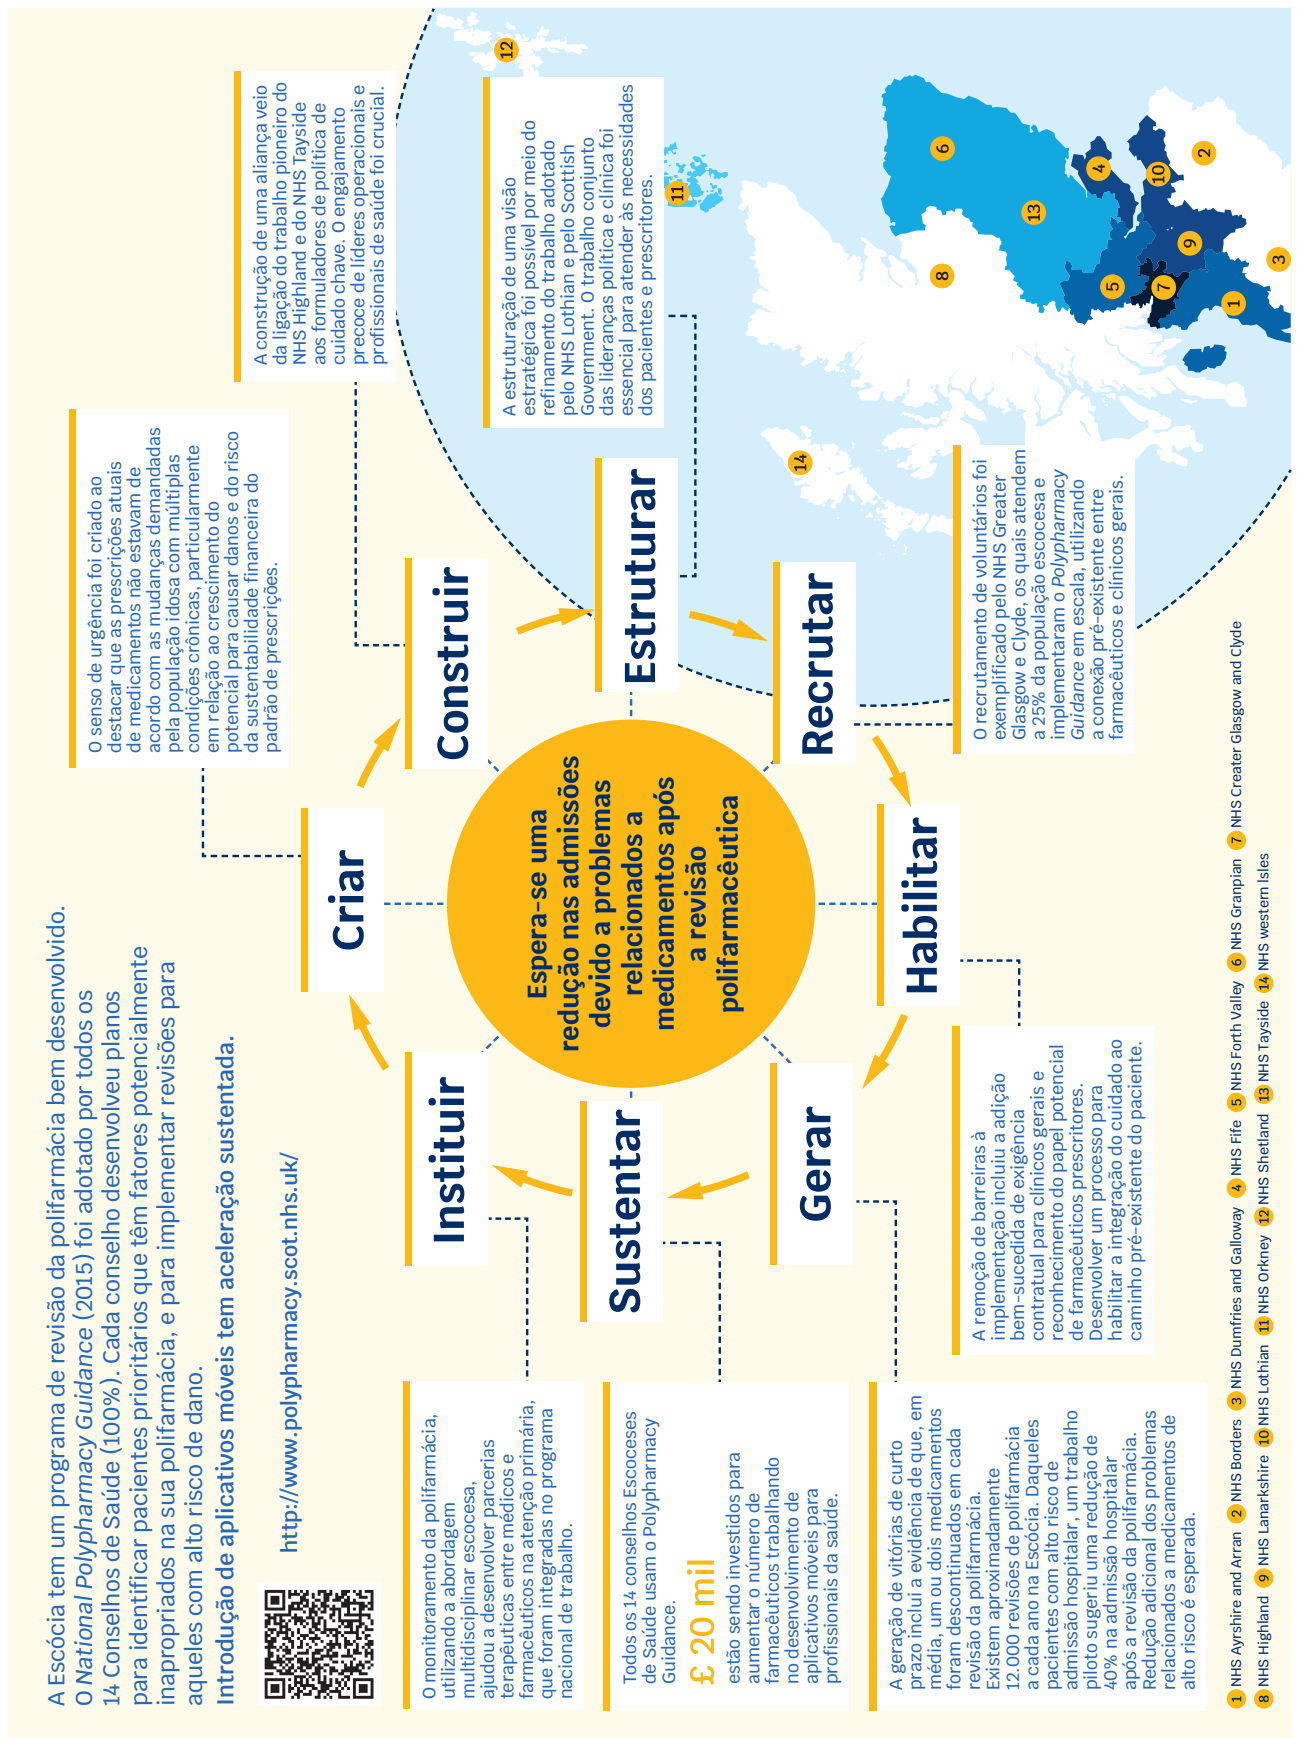 A Escócia tem um programa de revisão da polifarmácia bem desenvolvido.
O National Polypharmacy Guidance (2015) foi adotado por todos os
14 Conselhos de Saúde (100%). Cada conselho desenvolveu planos
para identificar pacientes prioritários que têm fatores potencialmente
inapropriados na sua polifarmácia, e para implementar revisões para
aqueles com alto risco de dano.
Introdução de aplicativos móveis tem aceleração sustentada.
http://www.polypharmacy.scot.nhs.uk/
Criar
O senso de urgência foi criado ao
destacar que as prescrições atuais
de medicamentos não estavam de
acordo com as mudanças demandadas
pela população idosa com múltiplas
condições crônicas, particularmente
em relação ao crescimento do
potencial para causar danos e do risco
da sustentabilidade financeira do
padrão de prescrições.
Construir
A construção de uma aliança veio
da ligação do trabalho pioneiro do
NHS Highland e do NHS Tayside
aos formuladores de política de
cuidado chave. O engajamento
precoce de líderes operacionais e
profissionais de saúde foi crucial.
Estruturar
A estruturação de uma visão
estratégica foi possível por meio do
refinamento do trabalho adotado
pelo NHS Lothian e pelo Scottish
Government. O trabalho conjunto
das lideranças política e clínica foi
essencial para atender às necessidades
dos pacientes e prescritores.
Recrutar
O recrutamento de voluntários foi
exemplificado pelo NHS Greater
Glasgow e Clyde, os quais atendem
a 25% da população escocesa e
implementaram o Polypharmacy
Guidance em escala, utilizando
a conexão pré-existente entre
farmacêuticos e clínicos gerais.
Habilitar
A remoção de barreiras à
implementação incluiu a adição
bem-sucedida de exigência
contratual para clínicos gerais e
reconhecimento do papel potencial
de farmacêuticos prescritores.
Desenvolver um processo para
habilitar a integração do cuidado ao
caminho pré-existente do paciente.
Gerar
A geração de vitórias de curto
prazo inclui a evidência de que, em
média, um ou dois medicamentos
foram descontinuados em cada
revisão da polifarmácia.
Existem aproximadamente
12.000 revisões de polifarmácia
a cada ano na Escócia. Daqueles
pacientes com alto risco de
admissão hospitalar, um trabalho
piloto sugeriu uma redução de
40% na admissão hospitalar
após a revisão da polifarmácia.
Redução adicional dos problemas
relacionados a medicamentos de
alto risco é esperada.
Sustentar
Todos os 14 conselhos Escoceses
de Saúde usam o Polypharmacy
Guidance.
£ 20 mil
estão sendo investidos para
aumentar o número de
farmacêuticos trabalhando
no desenvolvimento de
aplicativos móveis para
profissionais da saúde.
Instituir
O monitoramento da polifarmácia,
utilizando a abordagem
multidisciplinar escocesa,
ajudou a desenvolver parcerias
terapêuticas entre médicos e
farmacêuticos na atenção primária,
que foram integradas no programa
nacional de trabalho.
Espera-se uma
redução nas admissões
devido a problemas
relacionados a
medicamentos após
a revisão
polifarmacêutica
12
11
6
13
8
14
4
10
2
5
9
7
1
3
1 NHS Ayrshire and Arran 2 NHS Borders 3 NHS Dumfries and Galloway 4 NHS Fife 5 NHS Forth Valley 6 NHS Granpian 7 NHS Creater Glasgow and Clyde
8 NHS Highland 9 NHS Lanarkshire 10 NHS Lothian 11 NHS Orkney 12 NHS Shetland 13 NHS Tayside 14 NHS western Isles